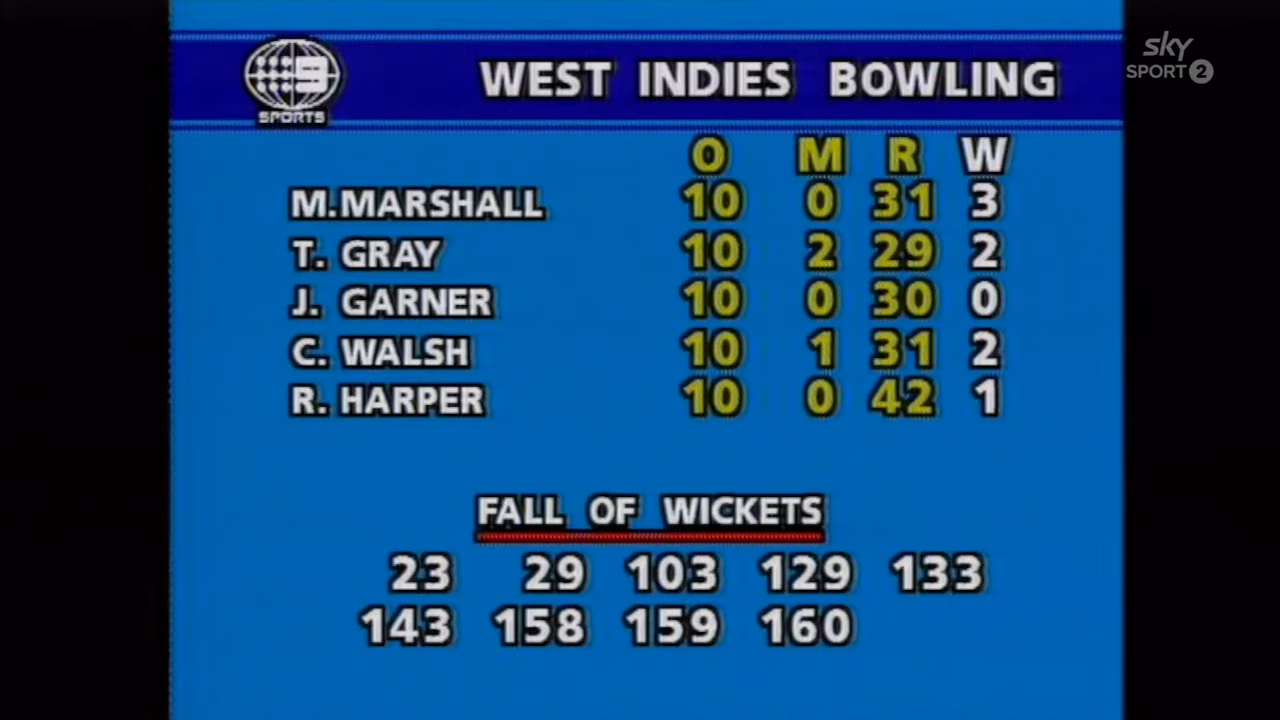 sky
SPORT 2
9
SPORTS
WEST INDIES BOWLING
O M R W
M.MARSHALL 10 0 31 3
T. GRAY 10 2 29 2
J. GARNER 10 0 30 0
C. WALSH 10 1 31 2
R. HARPER 10 0 42 1
FALL OF WICKETS
23 29 103 129 133
143 158 159 160